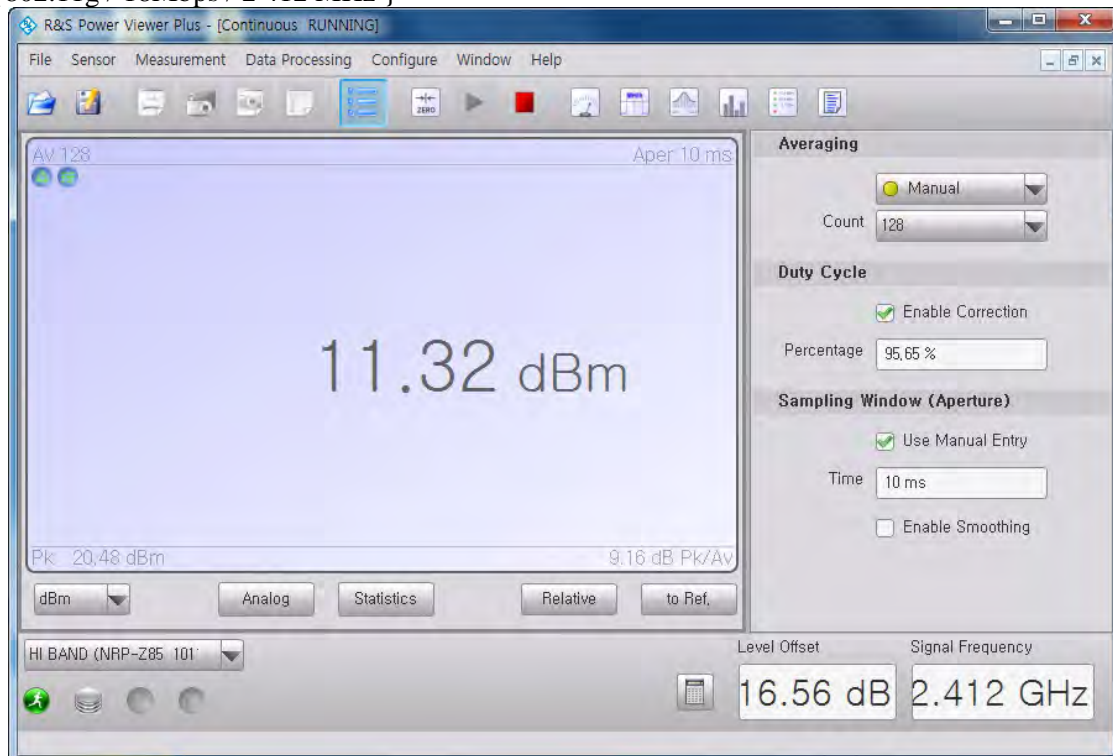 R&S Power Viewer Plus - [Continuous RUNNING]
File Sensor Measurement Data Processing Configure Window Help
ZERO
AV 128 Aper 10 ms
11.32 dBm
Pk 20,48 dBm 9.16 dB Pk/Av
dBm Analog Statistics Relative to Ref,
Averaging
Manual
Count 128
Duty Cycle
Enable Correction
Percentage 95,65 %
Sampling Window (Aperture)
Use Manual Entry
Time 10 ms
Enable Smoothing
HI BAND (NRP-Z85 101
Level Offset Signal Frequency
16.56 dB 2.412 GHz